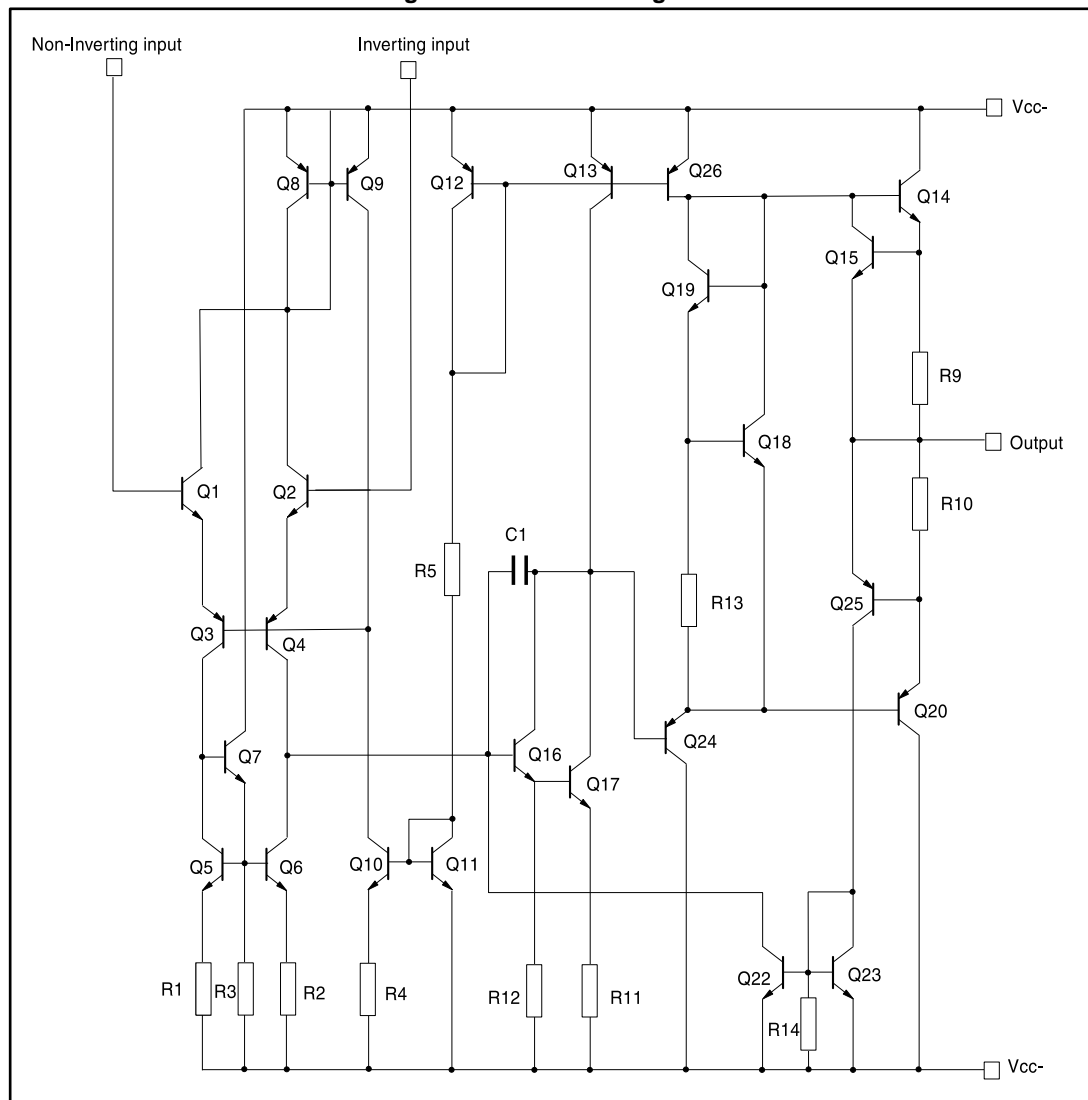 Non-Inverting input
Inverting input
Vcc-
Q8
Q9
Q12
Q13
Q26
Q14
Q15
Q19
R9
Q18
Output
Q1
Q2
R10
C1
R5
R13
Q25
Q3
Q4
Q7
Q16
Q17
Q24
Q20
Q5
Q6
Q10
Q11
Q22
Q23
R1
R3
R2
R4
R12
R11
R14
Vcc-